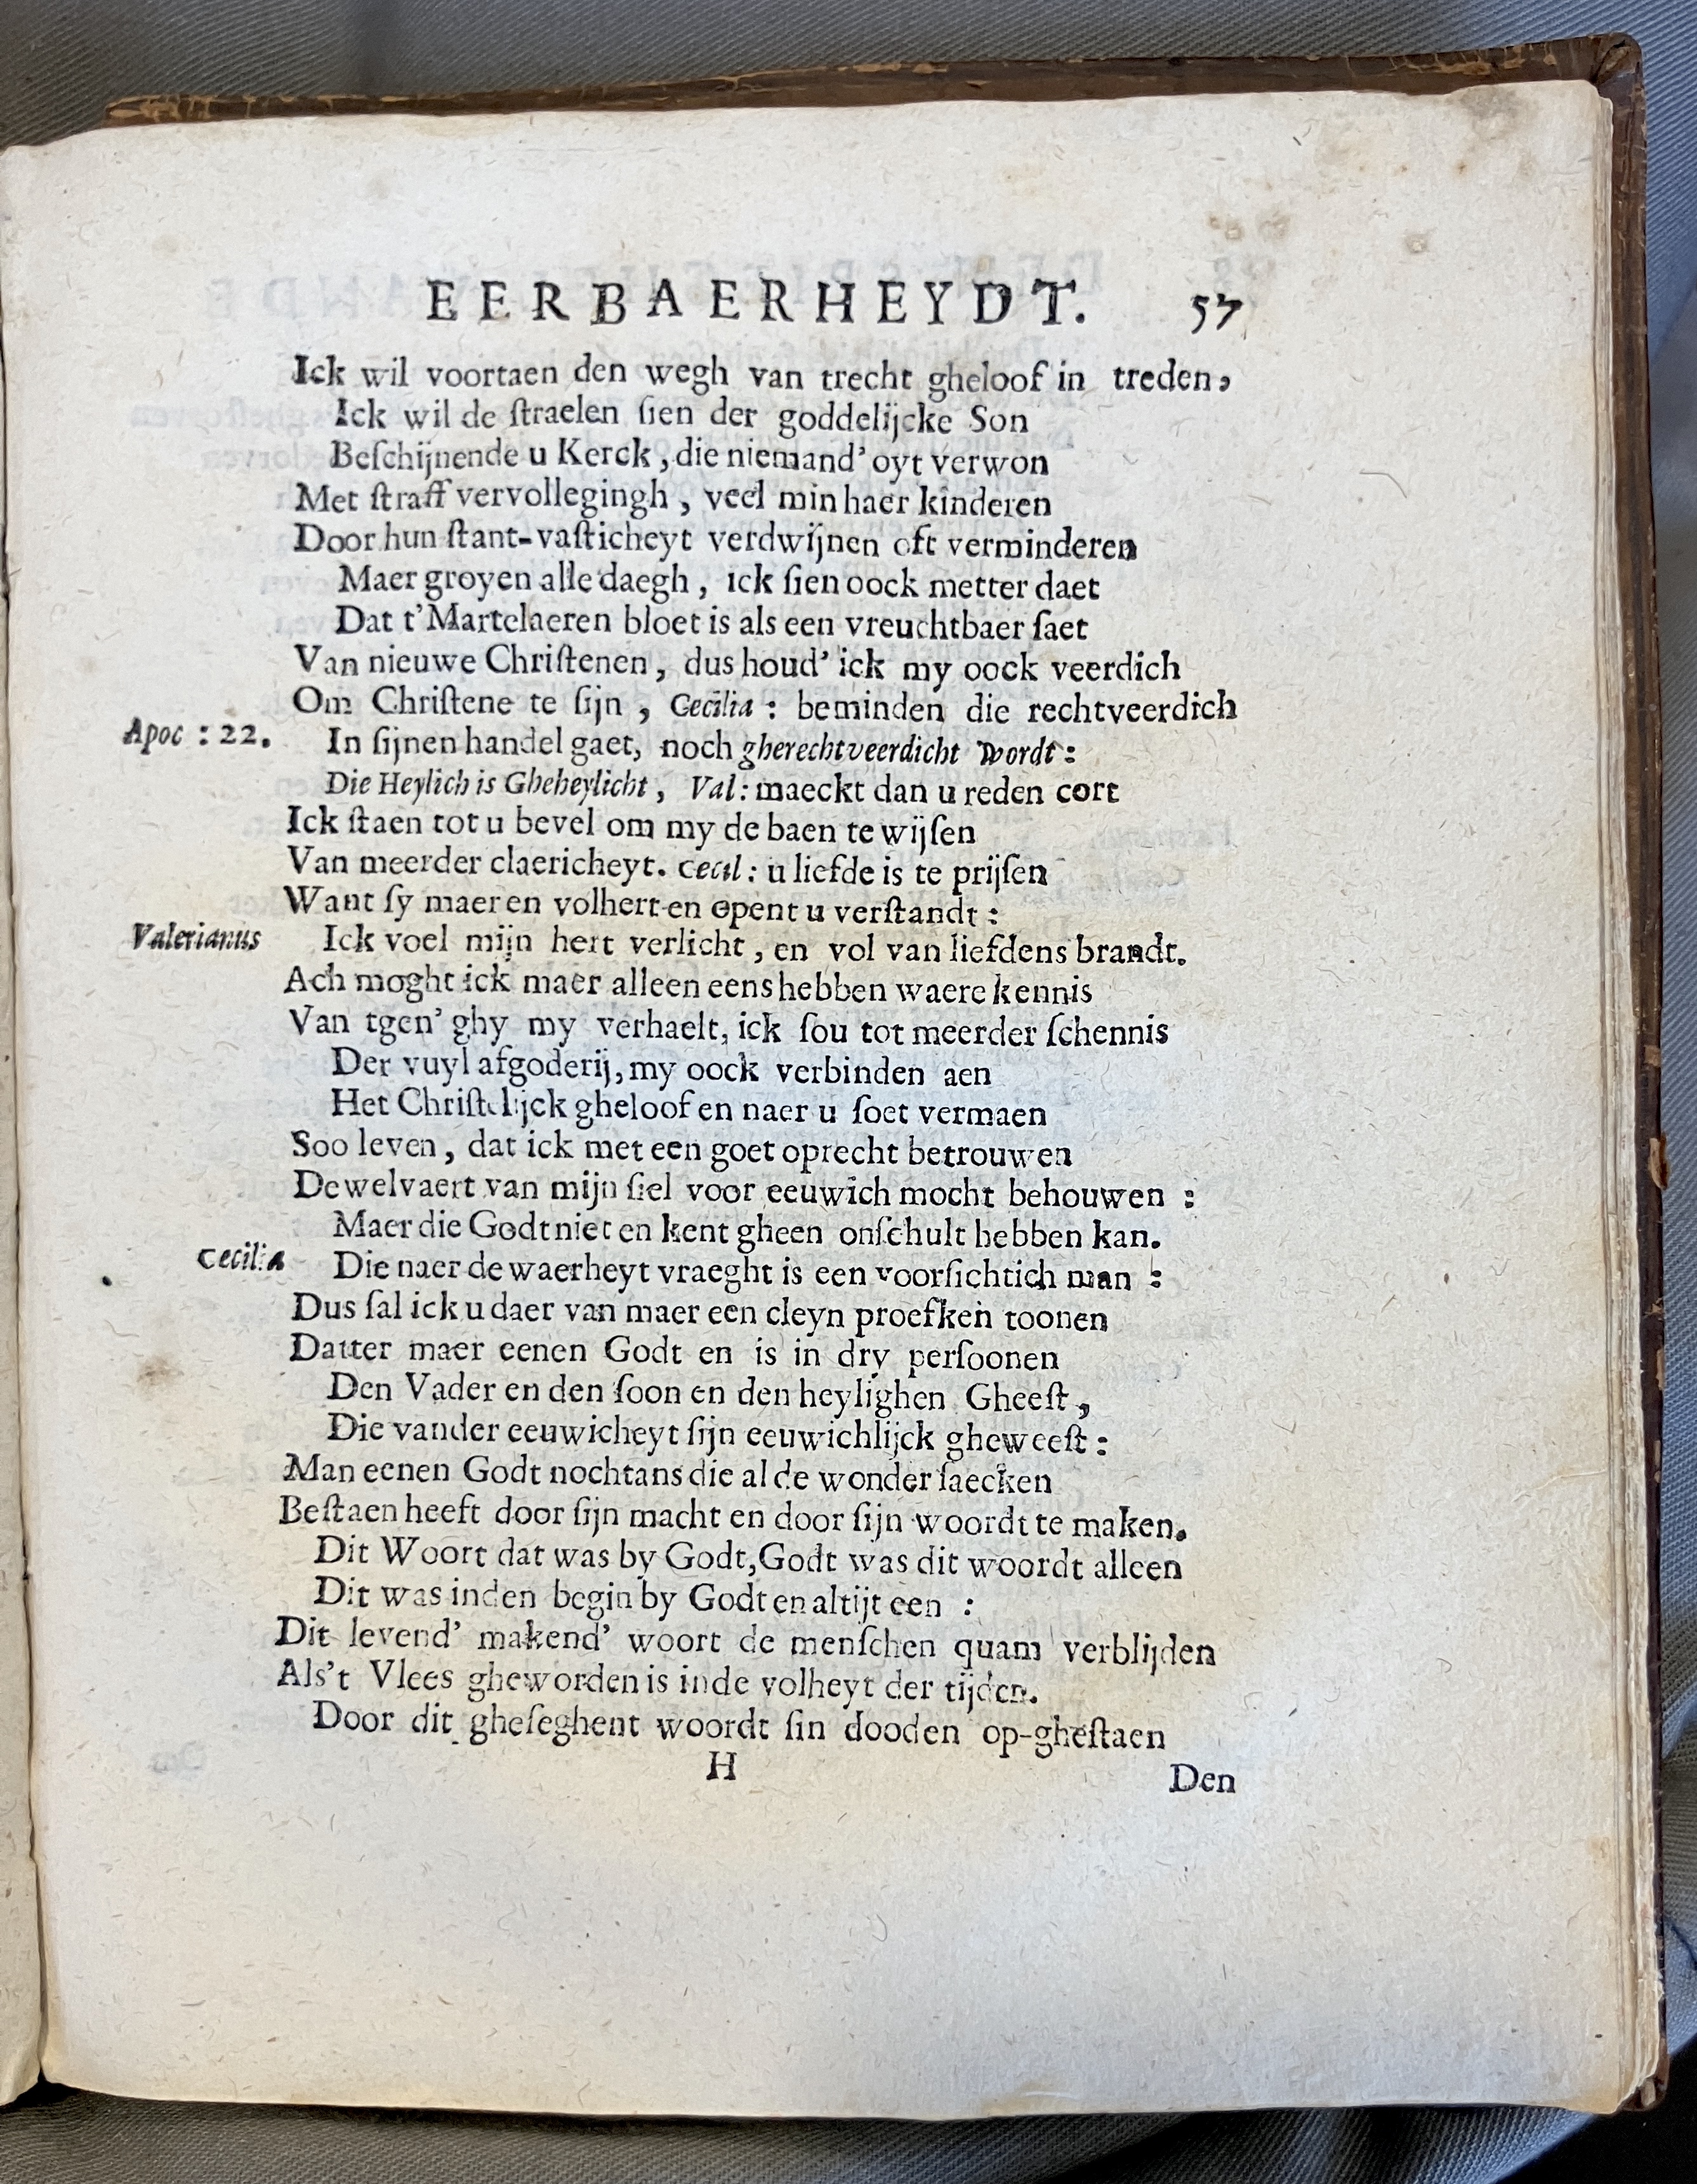 EERBAERHEYDT. 57
Ick wil voortaen den wegh van trecht gheloof in treden,
Ick wil de ſtraelen ſien der goddelijcke Son
Beſchijnende u Kerck, die niemand' oyt verwon
Met ſtraff vervollegingh, veel min haer kinderen
Door hun ſtant-vaſticheyt verdwijnen oft verminderen
Maer groyen alle daegh, ick ſien oock metter daet
Dat t'Martelaeren bloet is als een vreuchtbaer ſaet
Van nieuwe Chriſtenen, dus houd' ick my oock veerdich
Om Chriſtene te ſijn, Cecilia: beminden die rechtveerdich
Apoc: 22. In ſijnen handel gaet, noch gherechtveerdicht wordt:
Die Heylich is Gheheylicht, Val: maeckt dan u reden cort
Ick ſtaen tot u bevel om my de baen te wijſen
Van meerder claericheyt. Cecil: u liefde is te prijſen
Want ſy maer en volhert en opent u verſtandt:
Valerianus Ick voel mijn hert verlicht, en vol van liefdens brandt.
Ach moght ick maer alleen eens hebben waere kennis
Van tgen' ghy my verhaelt, ick ſou tot meerder ſchennis
Der vuyl afgoderij, my oock verbinden aen
Het Chriſtelijck gheloof en naer u ſoet vermaen
Soo leven, dat ick met een goet oprecht betrouwen
De welvaert van mijn ſiel voor eeuwich mocht behouwen:
Maer die Godt niet en kent gheen onſchult hebben kan.
Cecilia Die naer de waerheyt vraeght is een voorſichtich man:
Dus ſal ick u daer van maer een cleyn proefken toonen
Datter maer eenen Godt en is in dry perſoonen
Den Vader en den ſoon en den heylighen Gheeſt,
Die vander eeuwicheyt ſijn eeuwichlijck gheweeſt:
Man eenen Godt nochtans die al de wonder ſaecken
Beſtaen heeft door ſijn macht en door ſijn woordt te maken.
Dit Woort dat was by Godt, Godt was dit woordt alleen
Dit was inden begin by Godt en altijt een:
Dit levend' makend' woort de menſchen quam verblijden
Als't Vlees gheworden is inde volheyt der tijden.
Door dit gheſeghent woordt ſin dooden op-gheſtaen
H
Den